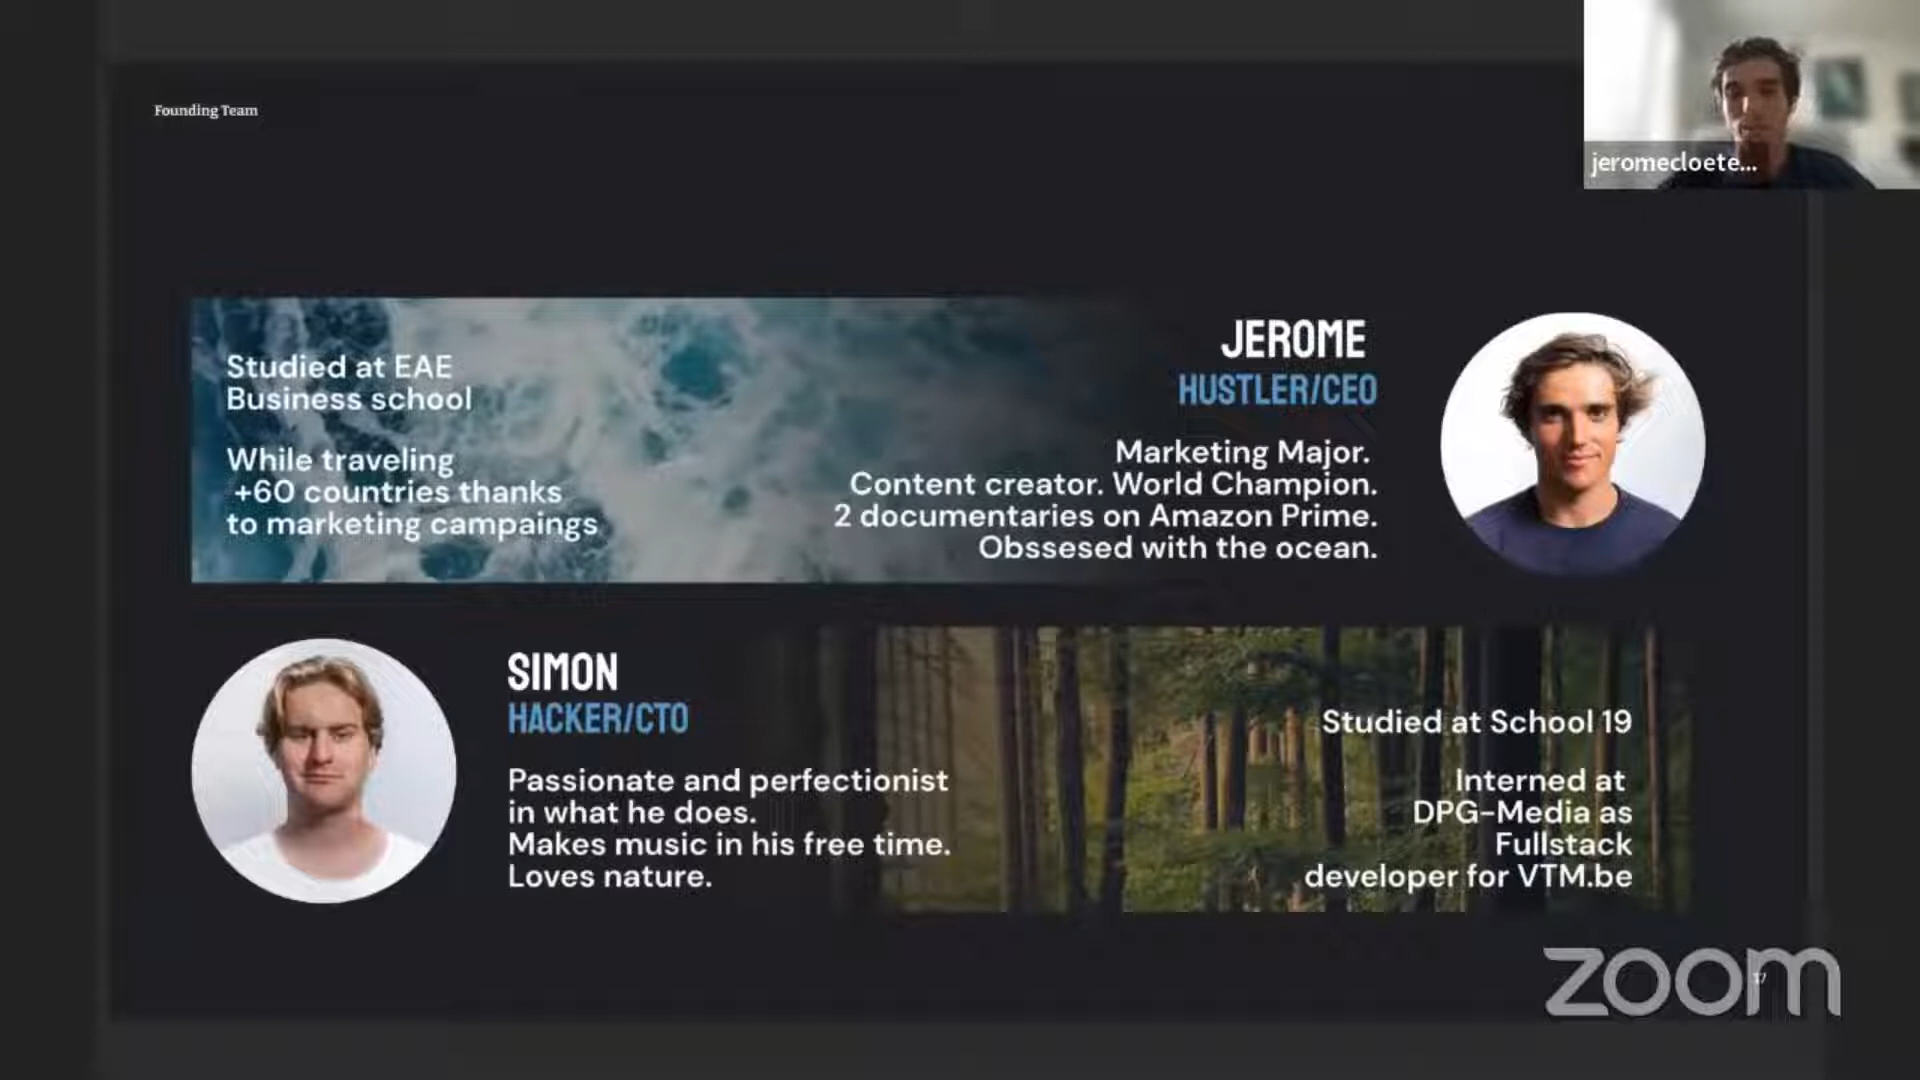 Founding Team
jeromecloete...
Studied at EAE
Business school
While traveling
+60 countries thanks
to marketing campaings
JEROME
HUSTLER/CEO
Marketing Major.
Content creator. World Champion.
2 documentaries on Amazon Prime.
Obssesed with the ocean.
SIMON
HACKER/CTO
Passionate and perfectionist
in what he does.
Makes music in his free time.
Loves nature.
Studied at School 19
Interned at
DPG-Media as
Fullstack
developer for VTM.be
zoom
17